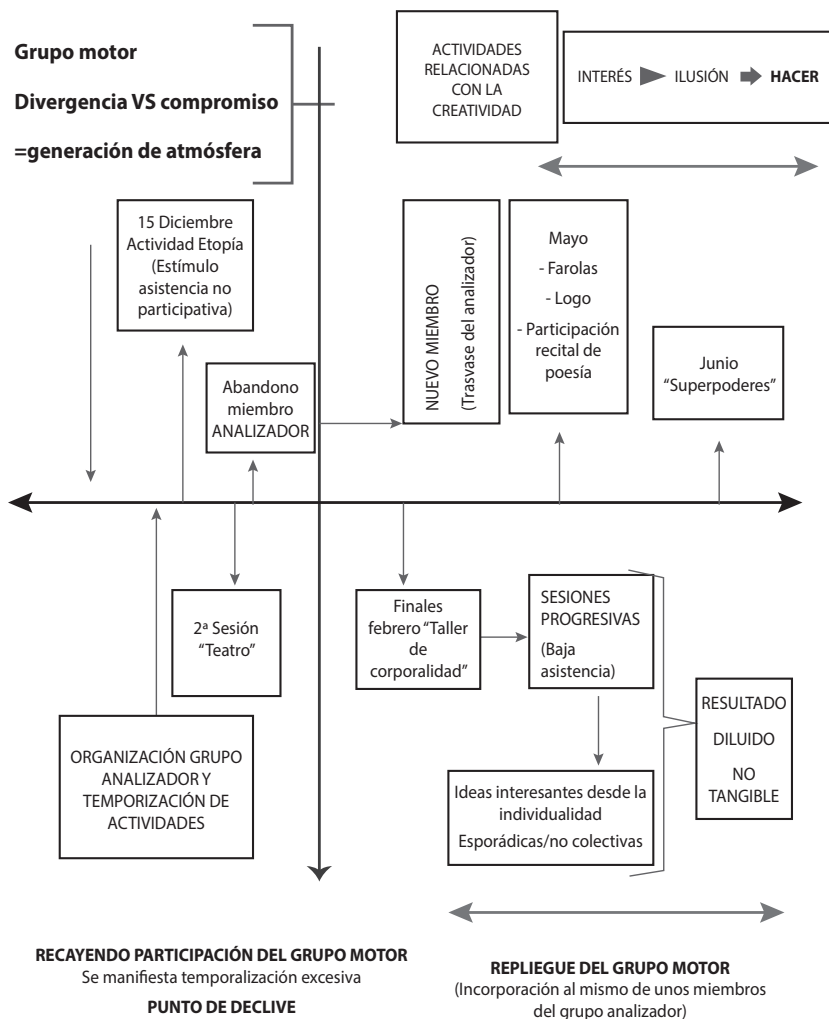 Grupo motor
Divergencia VS compromiso
=generación de atmósfera
ACTIVIDADES
RELACIONADAS
CON LA
CREATIVIDAD
INTERÉS ILUSIÓN HACER
15 Diciembre
Actividad Etopía
(Estímulo
asistencia no
participativa)
Abandono
miembro
ANALIZADOR
NUEVO MIEMBRO
(Trasvase del analizador)
Mayo
- Farolas
- Logo
- Participación
recital de
poesía
Junio
“Superpoderes”
2ª Sesión
“Teatro”
ORGANIZACIÓN GRUPO
ANALIZADOR Y
TEMPORIZACIÓN DE
ACTIVIDADES
Finales
febrero “Taller
de
corporalidad”
SESIONES
PROGRESIVAS
(Baja
asistencia)
Ideas interesantes desde la
individualidad
Esporádicas/no colectivas
RESULTADO
DILUIDO
NO
TANGIBLE
RECAYENDO PARTICIPACIÓN DEL GRUPO MOTOR
Se manifiesta temporalización excesiva
PUNTO DE DECLIVE
REPLIEGUE DEL GRUPO MOTOR
(Incorporación al mismo de unos miembros
del grupo analizador)